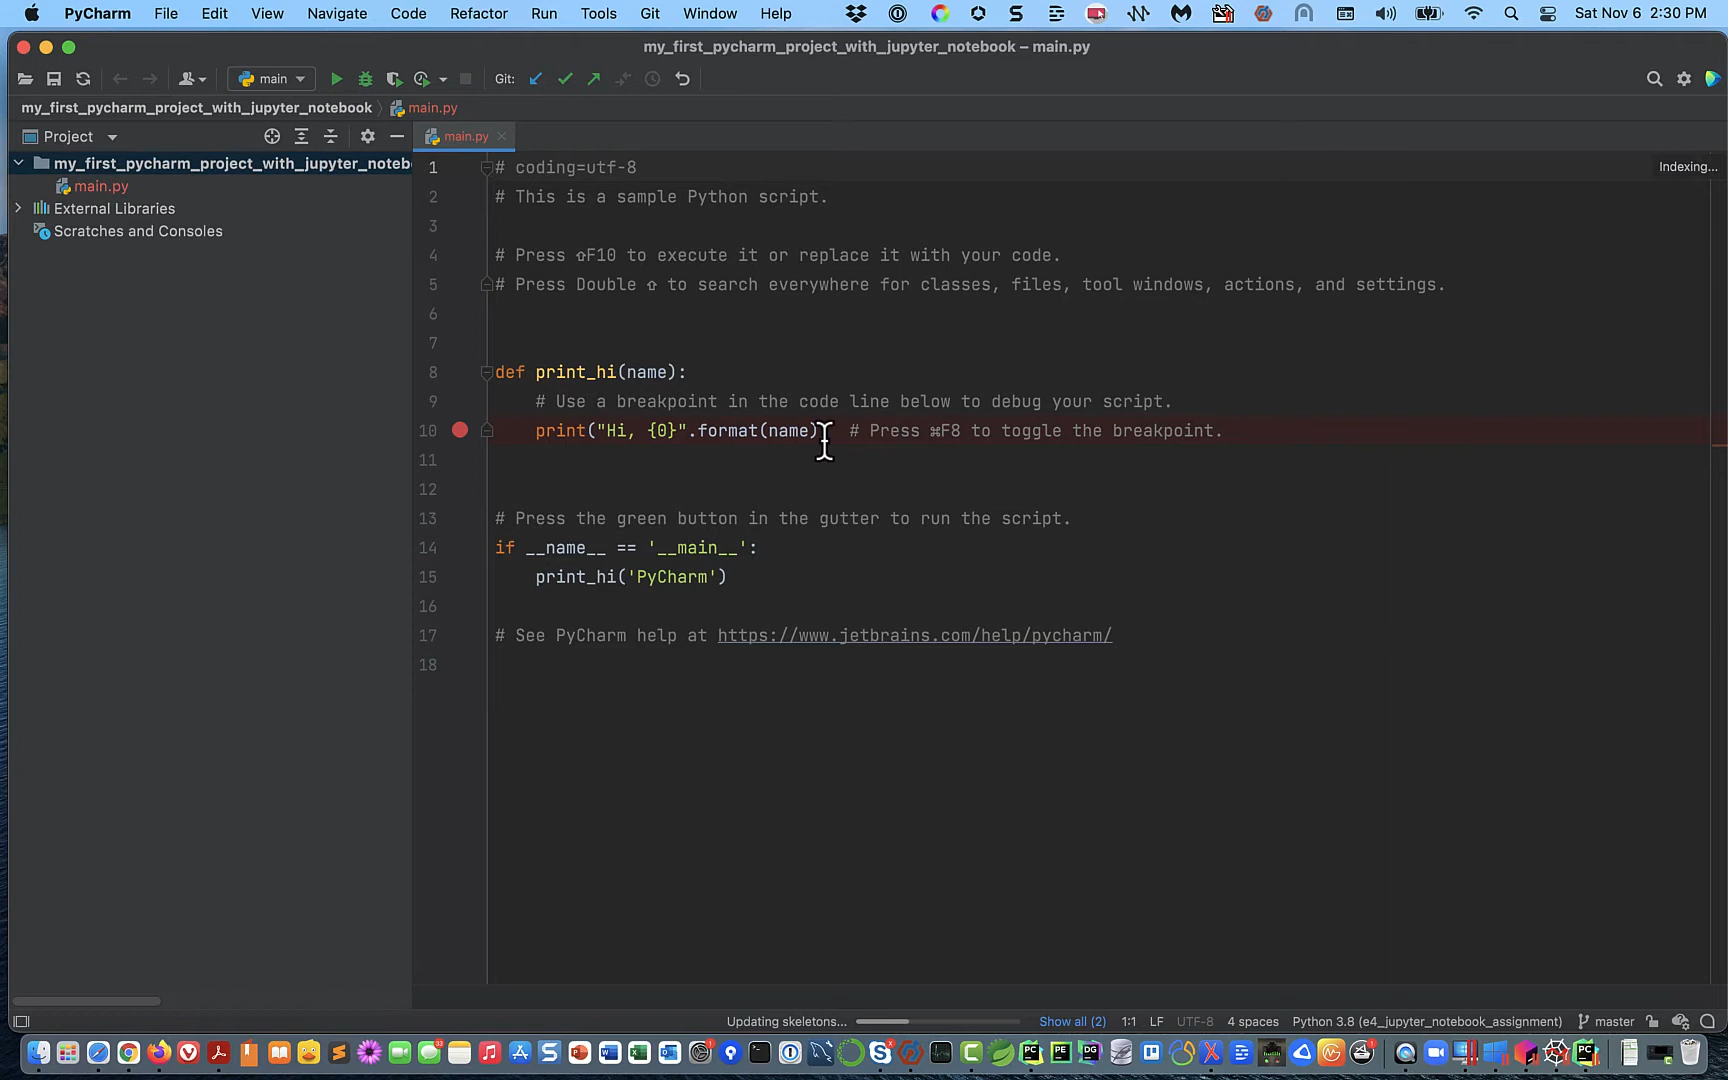 PyCharm File Edit View Navigate Code Refactor Run Tools Git Window Help Sat Nov 6 2:30 PM
my_first_pycharm_project_with_jupyter_notebook – main.py
main Git:
my_first_pycharm_project_with_jupyter_notebook main.py
Project main.py
my_first_pycharm_project_with_jupyter_noteb
main.py
External Libraries
Scratches and Consoles
1 # coding=utf-8 Indexing...
2 # This is a sample Python script.
3
4 # Press ⇧F10 to execute it or replace it with your code.
5 # Press Double ⇧ to search everywhere for classes, files, tool windows, actions, and settings.
6
7
8 def print_hi(name):
9 # Use a breakpoint in the code line below to debug your script.
10 print("Hi, {0}".format(name) # Press ⌘F8 to toggle the breakpoint.
11
12
13 # Press the green button in the gutter to run the script.
14 if __name__ == '__main__':
15 print_hi('PyCharm')
16
17 # See PyCharm help at https://www.jetbrains.com/help/pycharm/
18
Updating skeletons... Show all (2) 1:1 LF UTF-8 4 spaces Python 3.8 (e4_jupyter_notebook_assignment) master